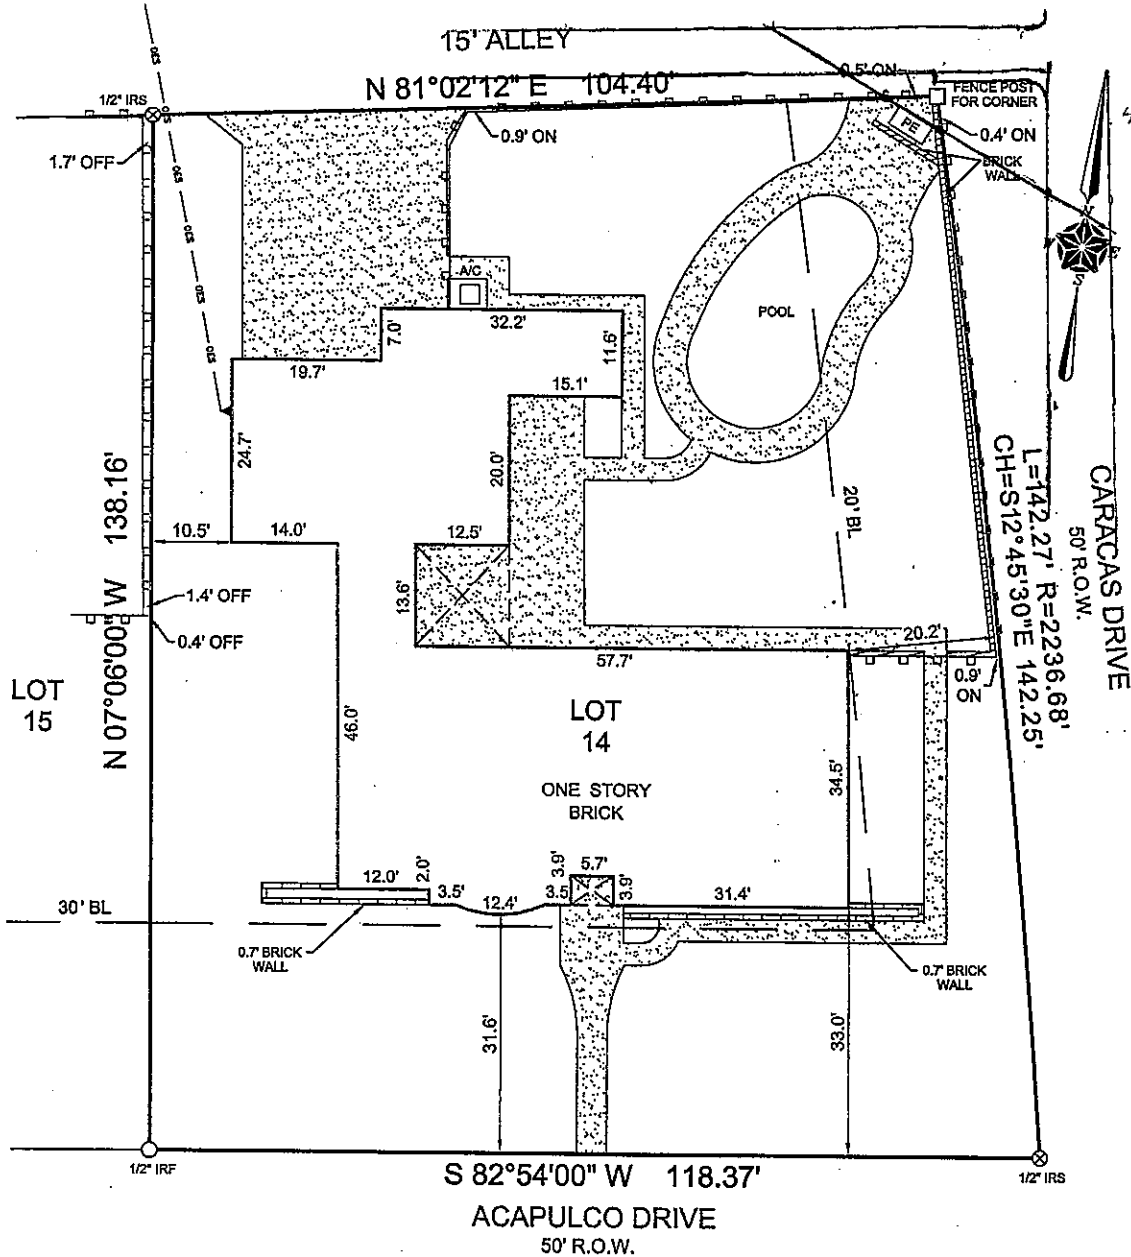 15' ALLEY
N 81°02'12" E 104.40'
0.5' ON
1/2" IRS
FENCE POST
FOR CORNER
0.9' ON
0.4' ON
1.7' OFF
PE
BRICK
WALL
OES
OES
OES
OES
OES
OES
N
E
S
A/C
32.2'
7.0'
11.6'
POOL
19.7'
15.1'
24.7'
20.0'
N 07°06'00" W 138.16'
10.5'
14.0'
12.5'
13.6'
20' BL
L=142.27' R=2236.68'
CH=S12°45'30"E 142.25'
CARACAS DRIVE
50' R.O.W.
1.4' OFF
0.4' OFF
20.2'
57.7'
0.9'
ON
LOT
15
LOT
14
46.0'
34.5'
ONE STORY
BRICK
12.0'
2.0'
3.5'
12.4'
3.5
3.9'
5.7'
3.9'
31.4'
30' BL
0.7' BRICK
WALL
0.7' BRICK
WALL
31.6'
33.0'
1/2" IRF
S 82°54'00" W 118.37'
1/2" IRS
ACAPULCO DRIVE
50' R.O.W.